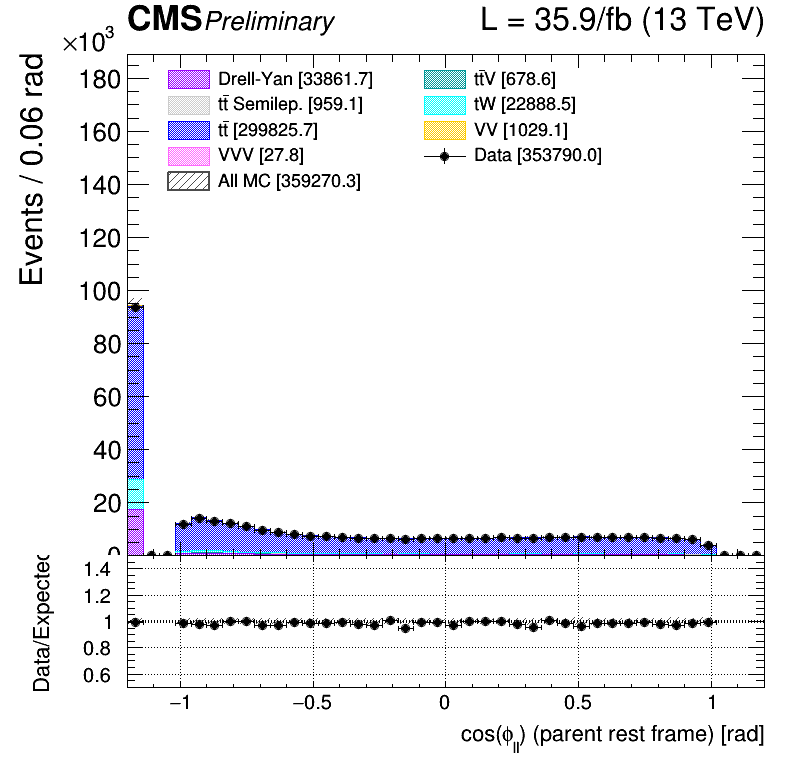 CMS Preliminary L = 35.9/fb (13 TeV)
×10³
Events / 0.06 rad
180
160
140
120
100
80
60
40
20
0
Drell-Yan [33861.7]
tt̄ Semilep. [959.1]
tt̄ [299825.7]
VVV [27.8]
All MC [359270.3]
tt̄V [678.6]
tW [22888.5]
VV [1029.1]
Data [353790.0]
Data/Expected
1.4
1.2
1
0.8
0.6
−1 −0.5 0 0.5 1
cos(ϕ_ll) (parent rest frame) [rad]